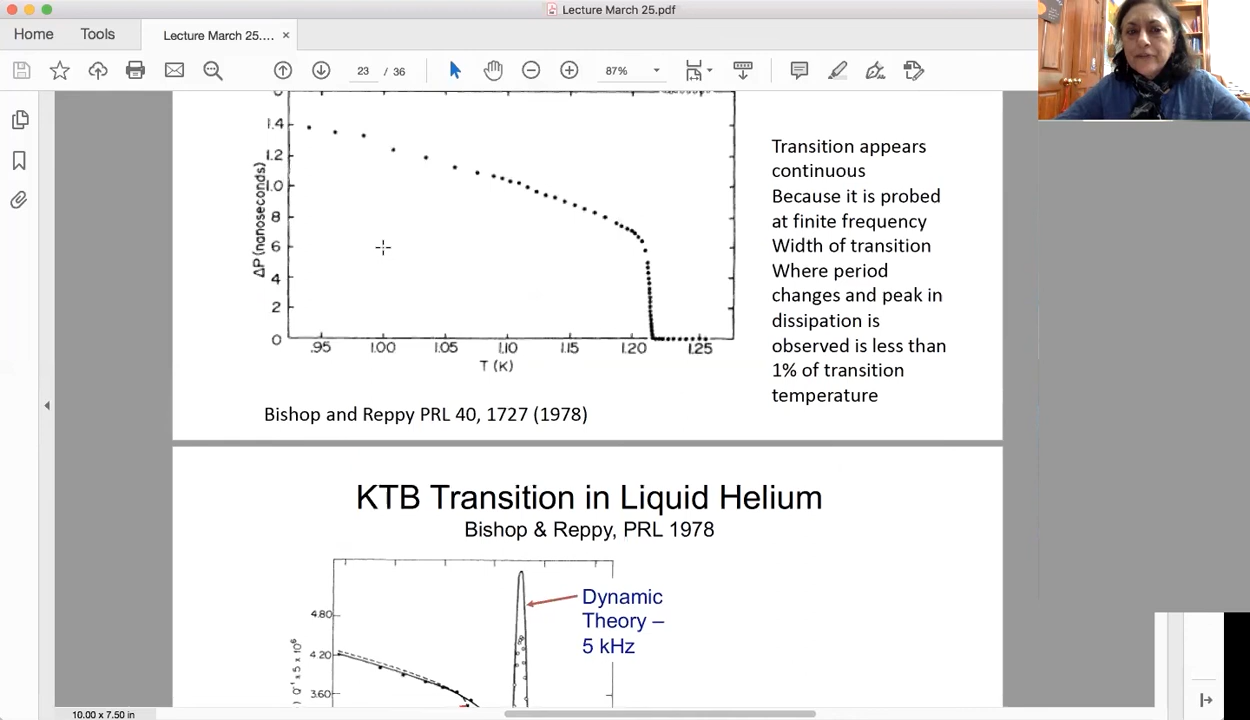 Lecture March 25.pdf
Home
Tools
Lecture March 25....
×
23 / 36
87%
1.4
1.2
1.0
8
6
4
2
0
ΔP (nanoseconds)
.95 1.00 1.05 1.10 1.15 1.20 1.25
T (K)
Transition appears
continuous
Because it is probed
at finite frequency
Width of transition
Where period
changes and peak in
dissipation is
observed is less than
1% of transition
temperature
Bishop and Reppy PRL 40, 1727 (1978)
KTB Transition in Liquid Helium
Bishop & Reppy, PRL 1978
Dynamic
Theory –
5 kHz
4.80
4.20
3.60
Q⁻¹ x 5 x 10⁶
10.00 x 7.50 in